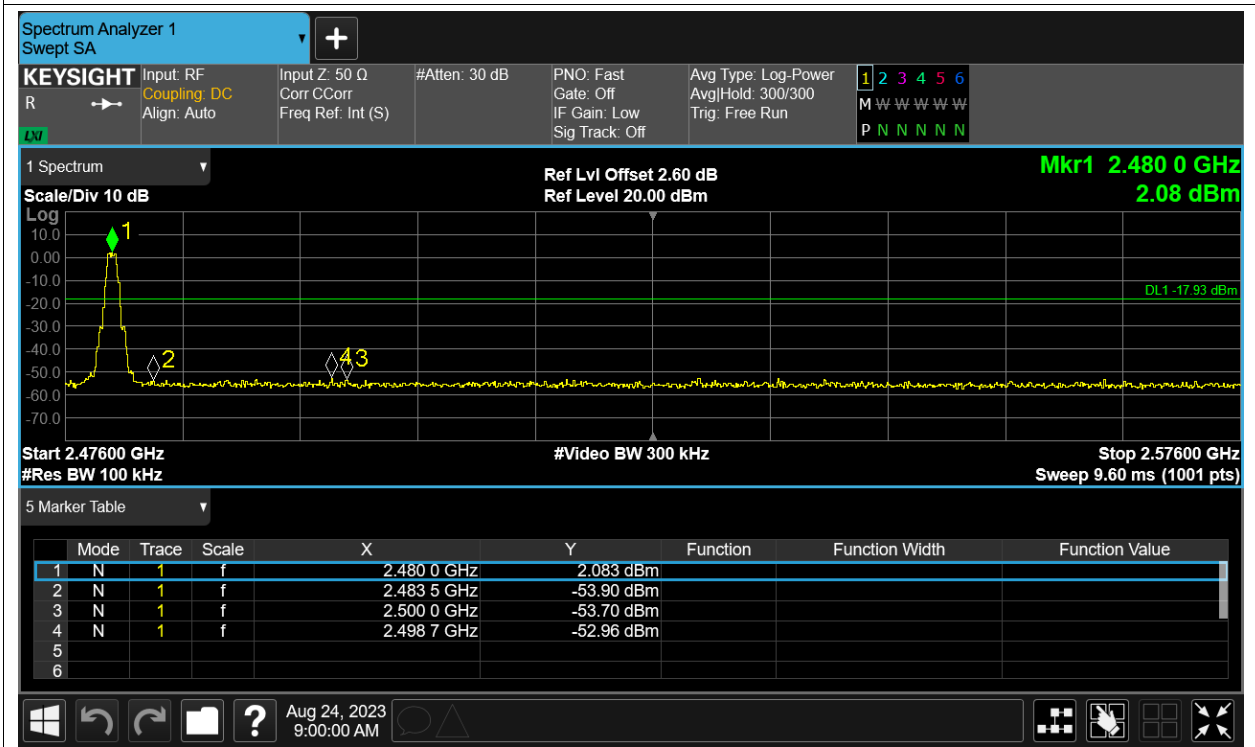 Spectrum Analyzer 1
Swept SA
+
KEYSIGHT Input: RF Input Z: 50 Ω #Atten: 30 dB PNO: Fast Avg Type: Log-Power 1 2 3 4 5 6
R Coupling: DC Corr CCorr Gate: Off Avg|Hold: 300/300 M W W W W W
Align: Auto Freq Ref: Int (S) IF Gain: Low Trig: Free Run
LXI Sig Track: Off P N N N N N
1 Spectrum Ref Lvl Offset 2.60 dB Mkr1 2.480 0 GHz
Scale/Div 10 dB Ref Level 20.00 dBm 2.08 dBm
Log
10.0 1
0.00
-10.0
DL1 -17.93 dBm
-20.0
-30.0
-40.0
2 4 3
-50.0
-60.0
-70.0
Start 2.47600 GHz #Video BW 300 kHz Stop 2.57600 GHz
#Res BW 100 kHz Sweep 9.60 ms (1001 pts)
5 Marker Table
Mode Trace Scale X Y Function Function Width Function Value
1 N 1 f 2.480 0 GHz 2.083 dBm
2 N 1 f 2.483 5 GHz -53.90 dBm
3 N 1 f 2.500 0 GHz -53.70 dBm
4 N 1 f 2.498 7 GHz -52.96 dBm
5
6
? Aug 24, 2023
9:00:00 AM